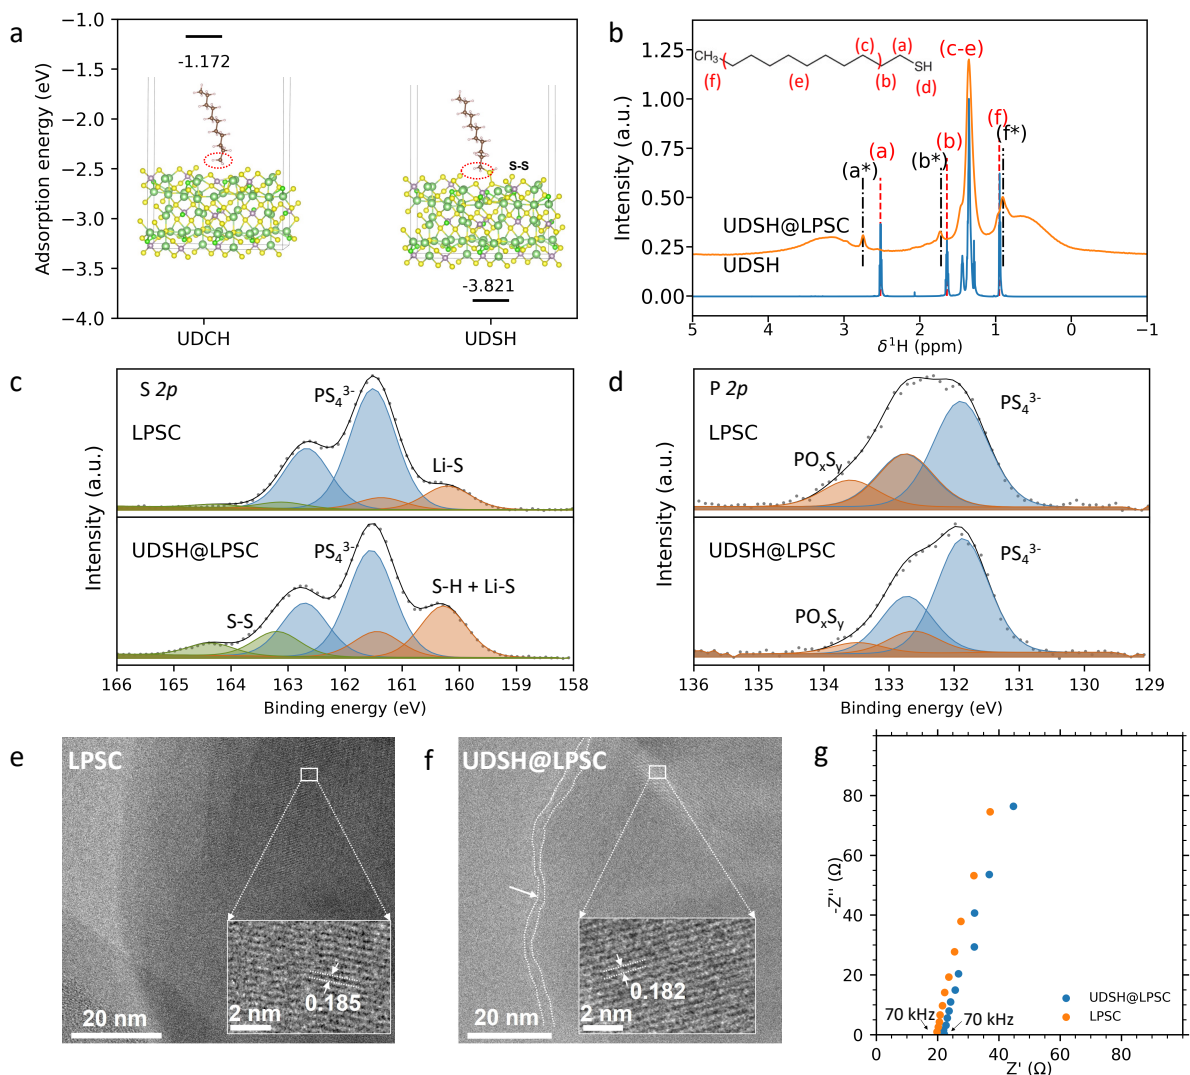 a
Adsorption energy (eV)
−1.0
−1.5
−2.0
−2.5
−3.0
−3.5
−4.0
-1.172
S-S
-3.821
UDCH
UDSH
b
Intensity (a.u.)
1.25
1.00
0.75
0.50
0.25
0.00
CH₃
(c)
(a)
SH
(f)
(e)
(b)
(d)
(c-e)
(a*)
(a)
(b*)
(b)
(f)
(f*)
UDSH@LPSC
UDSH
5
4
3
2
1
0
−1
δ¹H (ppm)
c
Intensity (a.u.)
S 2p
LPSC
PS₄³⁻
Li-S
UDSH@LPSC
PS₄³⁻
S-S
S-H + Li-S
166
165
164
163
162
161
160
159
158
Binding energy (eV)
d
Intensity (a.u.)
P 2p
LPSC
PS₄³⁻
POₓSᵧ
UDSH@LPSC
PS₄³⁻
POₓSᵧ
136
135
134
133
132
131
130
129
Binding energy (eV)
e
LPSC
0.185
2 nm
20 nm
f
UDSH@LPSC
0.182
2 nm
20 nm
g
-Z'' (Ω)
80
60
40
20
0
70 kHz
70 kHz
UDSH@LPSC
LPSC
0
20
40
60
80
Z' (Ω)